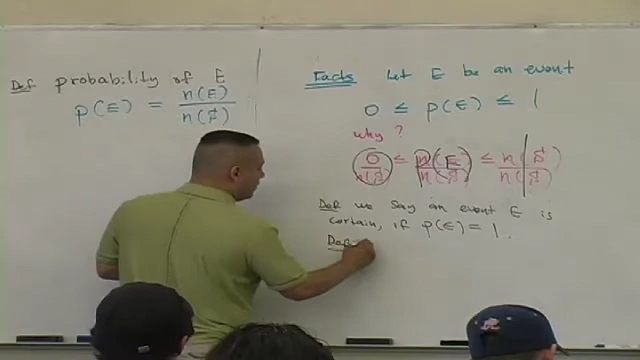 Def probability of E
p(E) = n(E)/n(S)
Facts Let E be an event
0 ≤ p(E) ≤ 1
why?
0/n(S) ≤ n(E)/n(S) ≤ n(S)/n(S)
Def we say an event E is
certain, if p(E) = 1.
Def